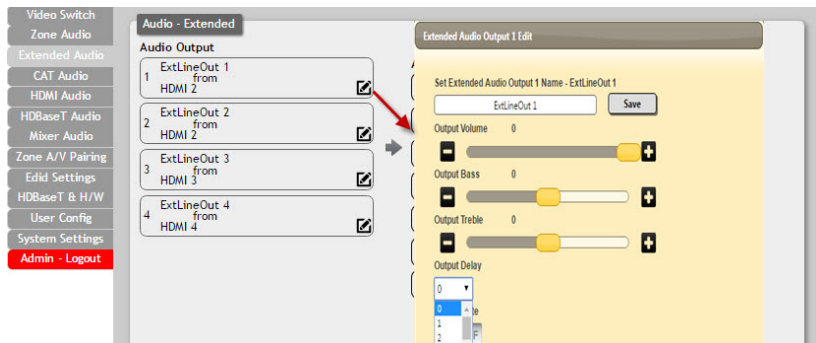 Video Switch
Zone Audio
Extended Audio
CAT Audio
HDMI Audio
HDBaseT Audio
Mixer Audio
Zone A/V Pairing
Edid Settings
HDBaseT & H/W
User Config
System Settings
Admin - Logout
Audio - Extended
Audio Output
1 ExtLineOut 1
from
HDMI 2
2 ExtLineOut 2
from
HDMI 2
3 ExtLineOut 3
from
HDMI 3
4 ExtLineOut 4
from
HDMI 4
Extended Audio Output 1 Edit
Set Extended Audio Output 1 Name - ExtLineOut 1
ExtLineOut 1 Save
Output Volume 0
Output Bass 0
Output Treble 0
Output Delay
0
0
1
2